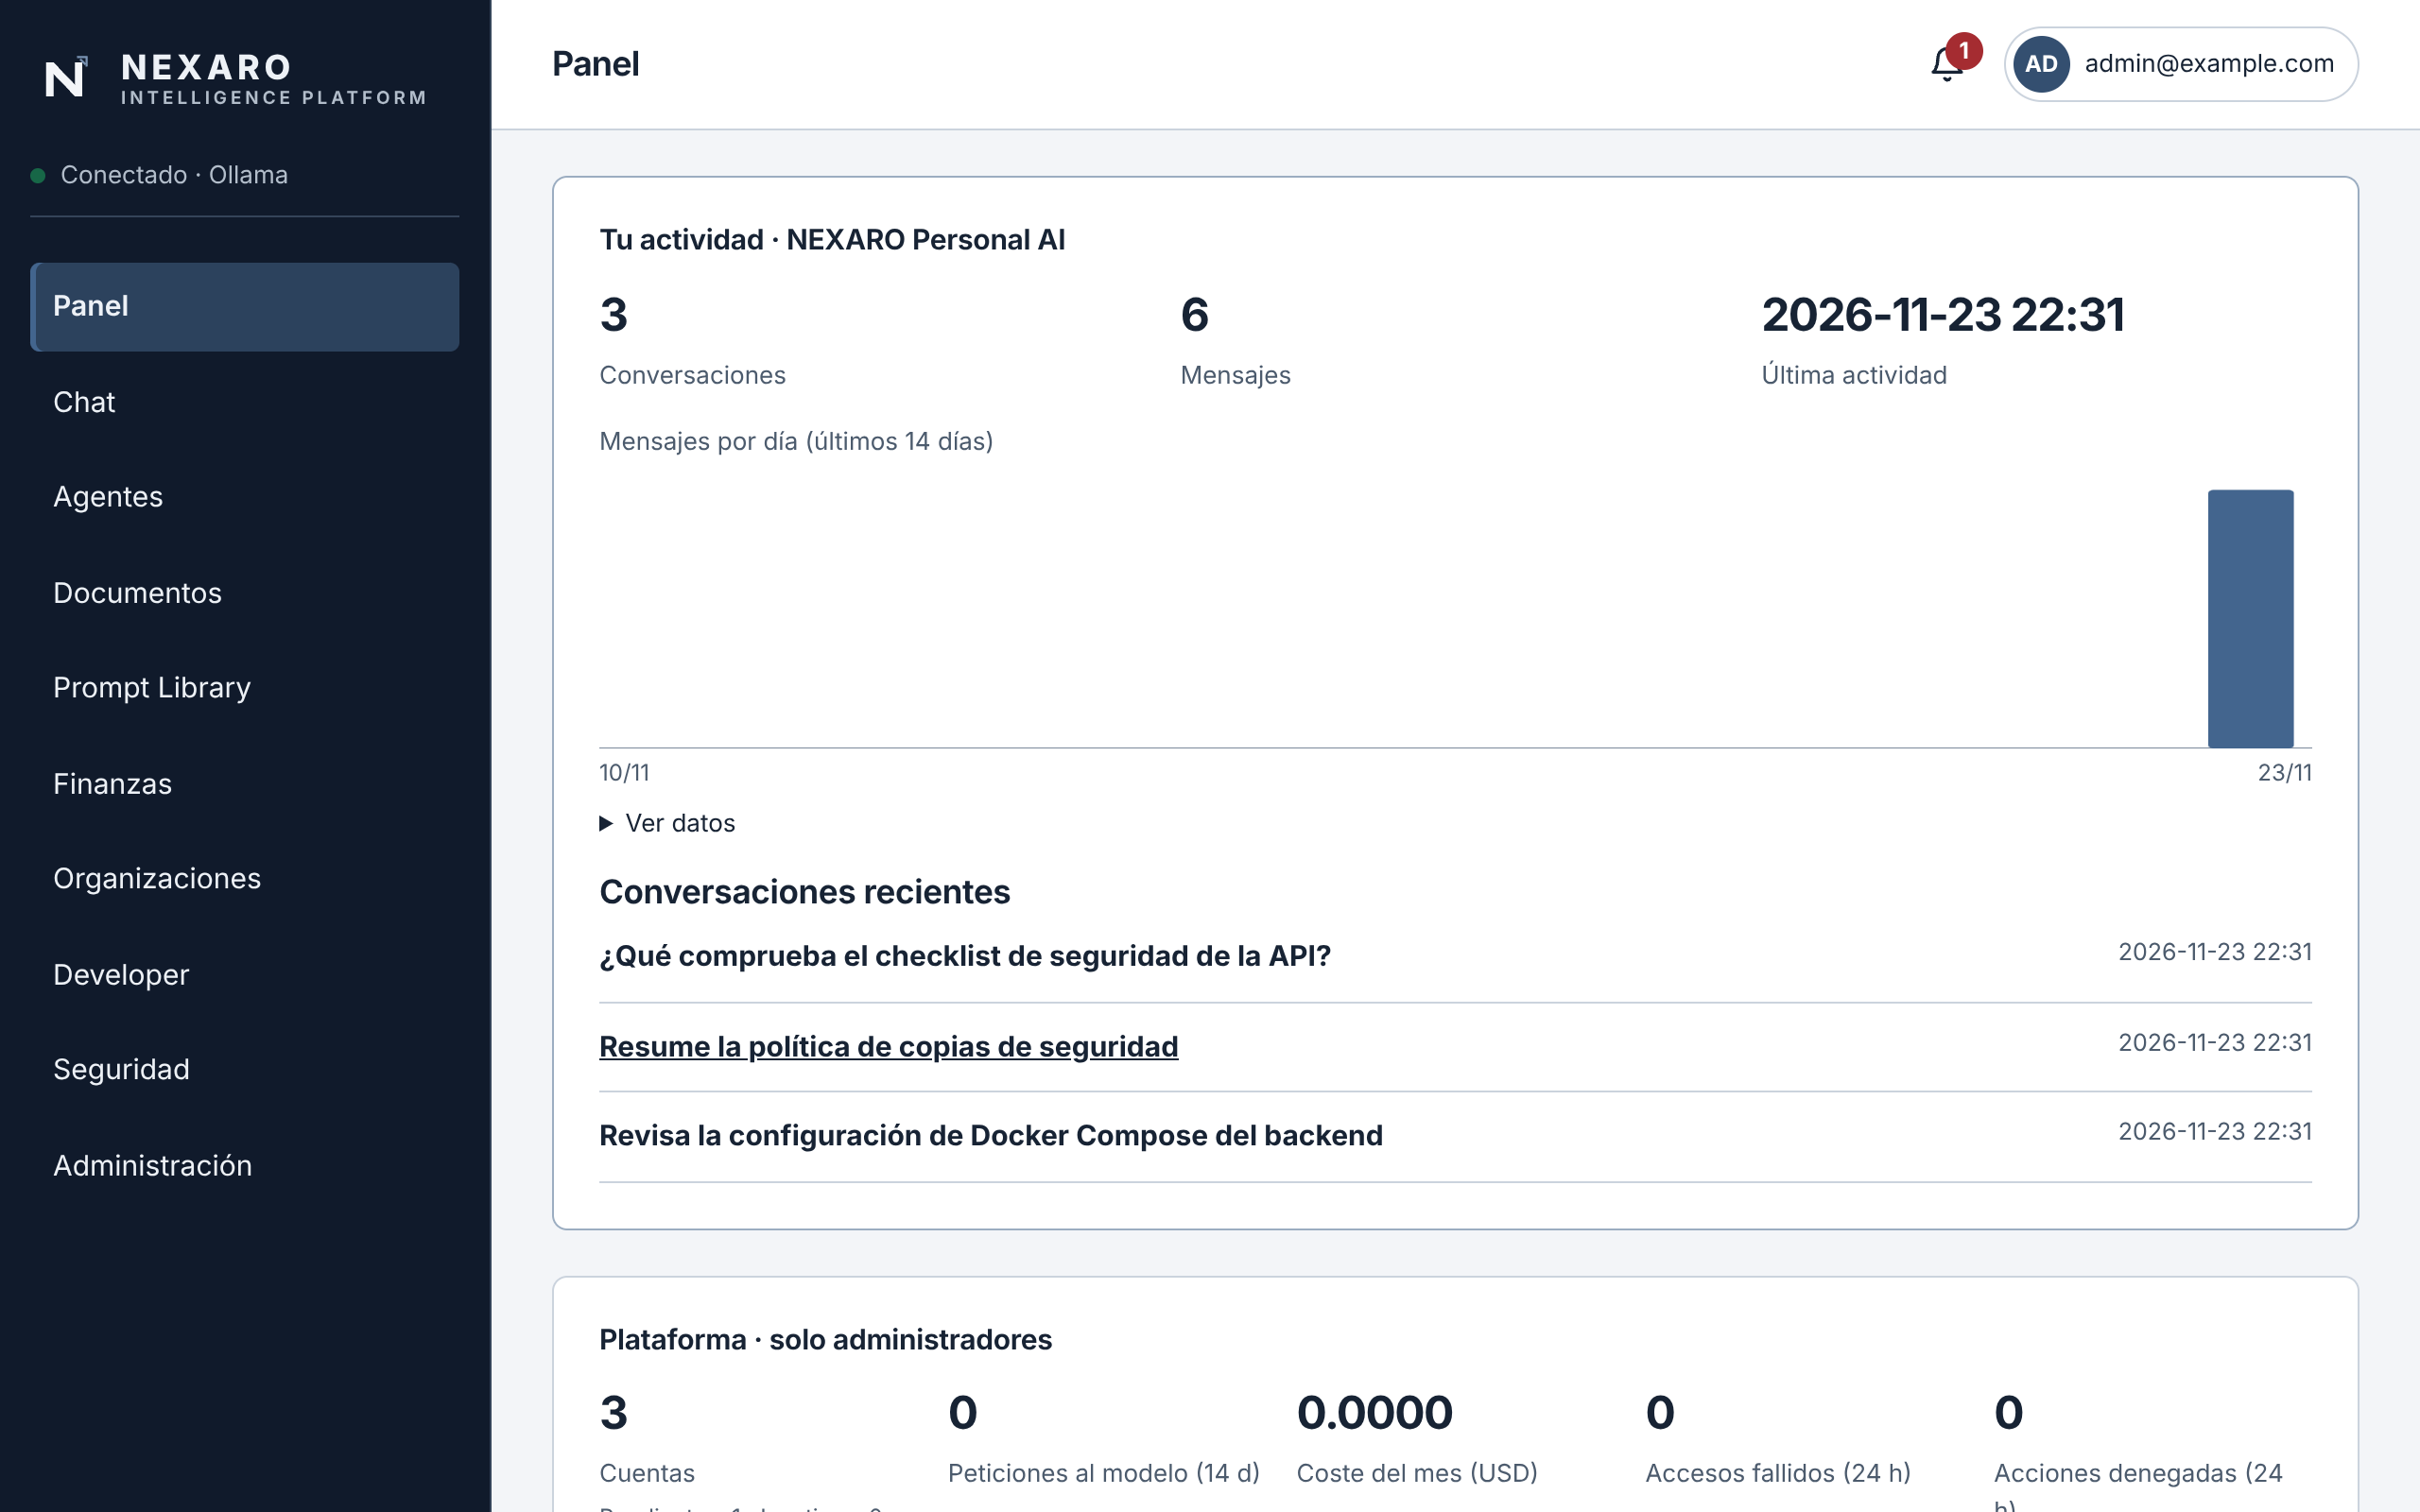 NEXARO
INTELLIGENCE PLATFORM
Conectado · Ollama
Panel
Chat
Agentes
Documentos
Prompt Library
Finanzas
Organizaciones
Developer
Seguridad
Administración
Panel
1
AD
admin@example.com
Tu actividad · NEXARO Personal AI
3
Conversaciones
6
Mensajes
2026-11-23 22:31
Última actividad
Mensajes por día (últimos 14 días)
10/11
23/11
Ver datos
Conversaciones recientes
¿Qué comprueba el checklist de seguridad de la API?
2026-11-23 22:31
Resume la política de copias de seguridad
2026-11-23 22:31
Revisa la configuración de Docker Compose del backend
2026-11-23 22:31
Plataforma · solo administradores
3
Cuentas
0
Peticiones al modelo (14 d)
0.0000
Coste del mes (USD)
0
Accesos fallidos (24 h)
0
Acciones denegadas (24
h)